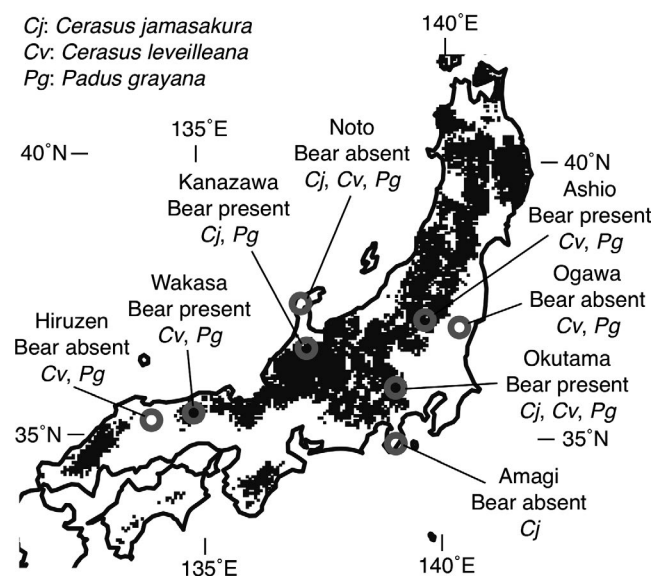 Cj: Cerasus jamasakura
Cv: Cerasus leveilleana
Pg: Padus grayana
140˚E
135˚E
40˚N
Noto
Bear absent
Cj, Cv, Pg
40˚N
Kanazawa
Bear present
Cj, Pg
Ashio
Bear present
Cv, Pg
Wakasa
Bear present
Cv, Pg
Ogawa
Bear absent
Cv, Pg
Hiruzen
Bear absent
Cv, Pg
Okutama
Bear present
Cj, Cv, Pg
35˚N
35˚N
Amagi
Bear absent
Cj
135˚E
140˚E